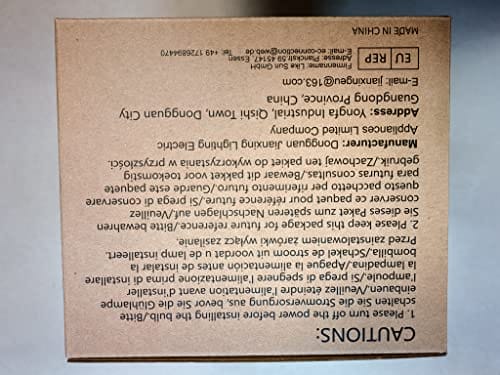 CAUTIONS:
1. Please turn off the power before installing the bulb./Bitte
schalten Sie die Stromversorgung aus, bevor Sie die Glühlampe
einbauen./Veuillez éteindre l'alimentation avant d'installer
l'ampoule./Si prega di spegnere l'alimentazione prima di installare
la lampadina./Apague la alimentación antes de instalar la
bombilla./Schakel de stroom uit voordat u de lamp installeert.
Przed zainstalowaniem żarówki wyłącz zasilanie.
2. Please keep this package for future reference./Bitte bewahren
Sie dieses Paket zum späteren Nachschlagen auf./Veuillez
conserver ce paquet pour référence future./Si prega di conservare
questo pacchetto per riferimento futuro./Guarde este paquete
para futuras consultas./Bewaar dit pakket voor toekomstig
gebruik./Zachowaj ten pakiet do wykorzystania w przyszłości.
Manufacturer: Dongguan Jianxing Lighting Electric
Appliances Limited Company
Address: Yongfa Industrial, Qishi Town, Dongguan City,
Guangdong Province, China
E-mail: jianxingeu@163.com
EU REP
Firmenname: Like Sun GmbH
Adresse: Planckstr 59 45147, Essen
E-mail: ec-connection@web.de
Tel: +49 1726894470
MADE IN CHINA